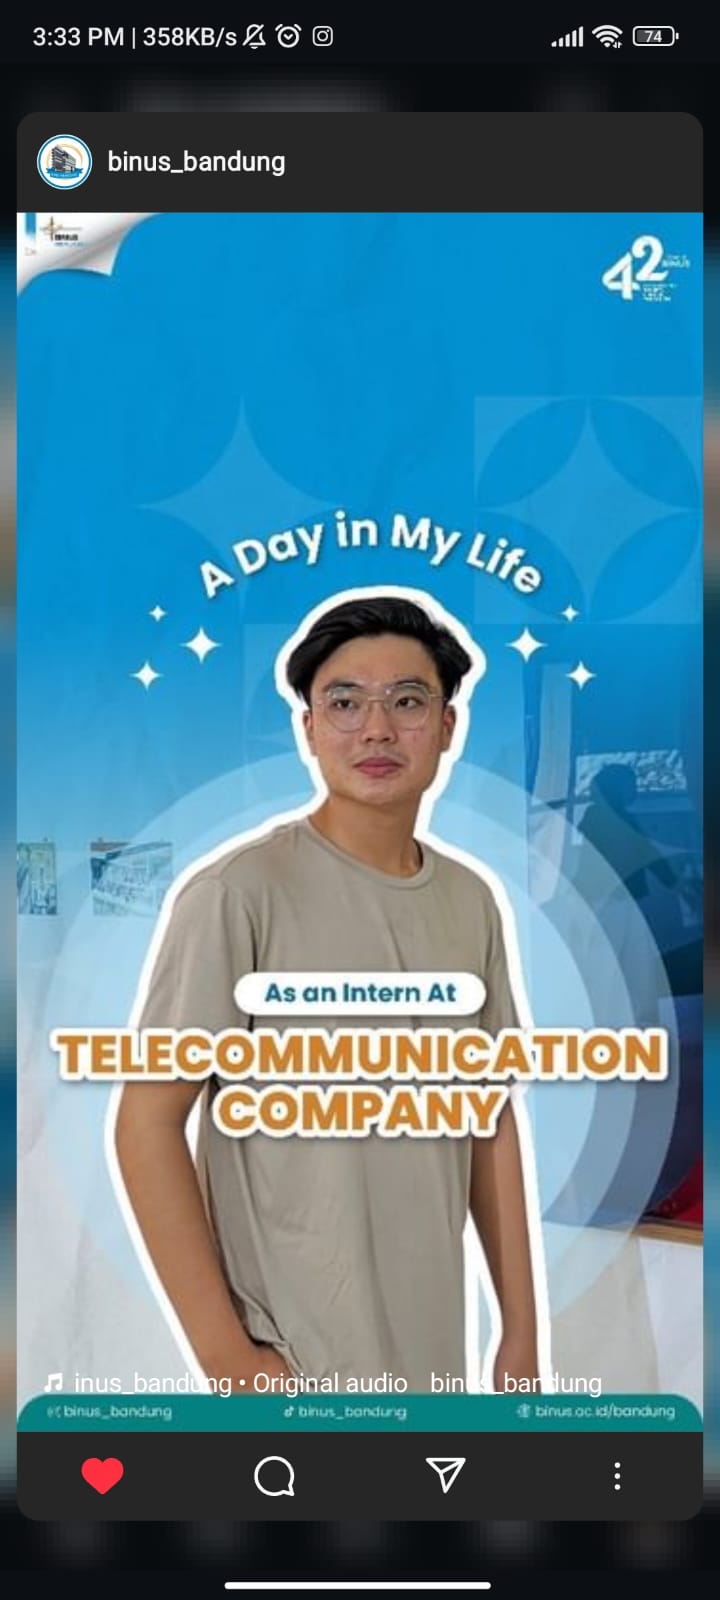 3:33 PM | 358KB/s
74
binus_bandung
42
A Day in My Life
As an Intern At
TELECOMMUNICATION
COMPANY
inus_bandung • Original audio binus_bandung
binus_bandung
binus_bandung
binus.ac.id/bandung